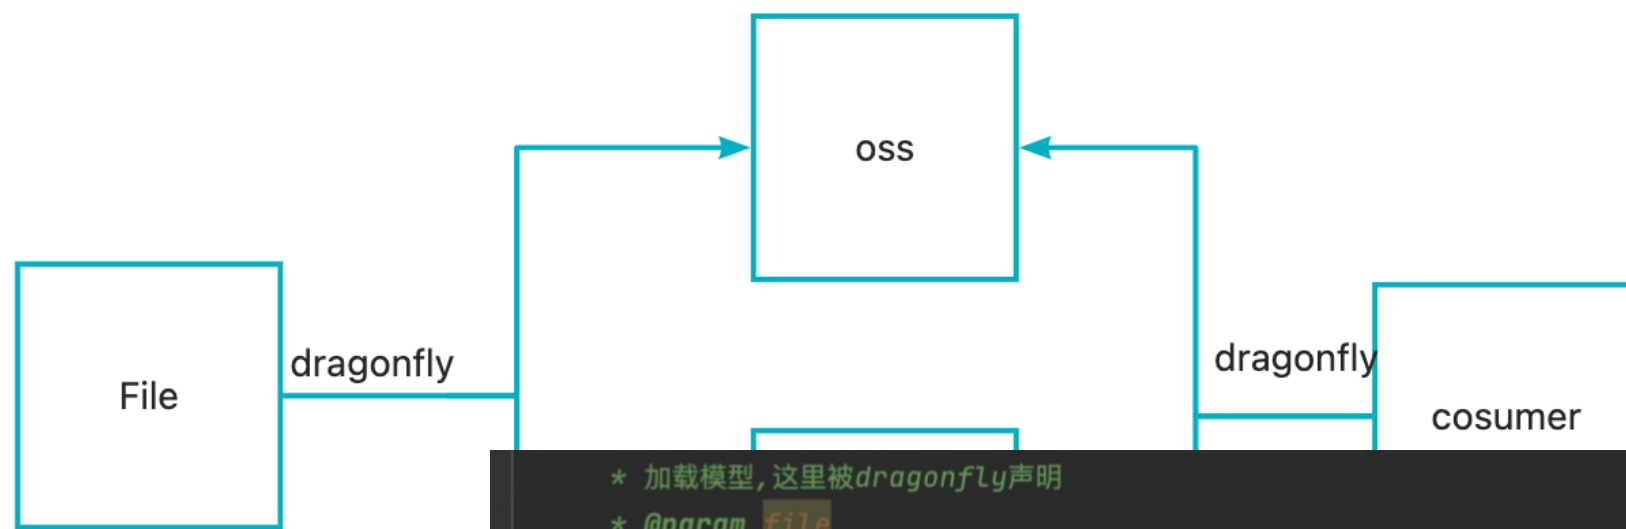 oss
dragonfly
dragonfly
File
cosumer
* 加载模型,这里被dragonfly声明
* @param file